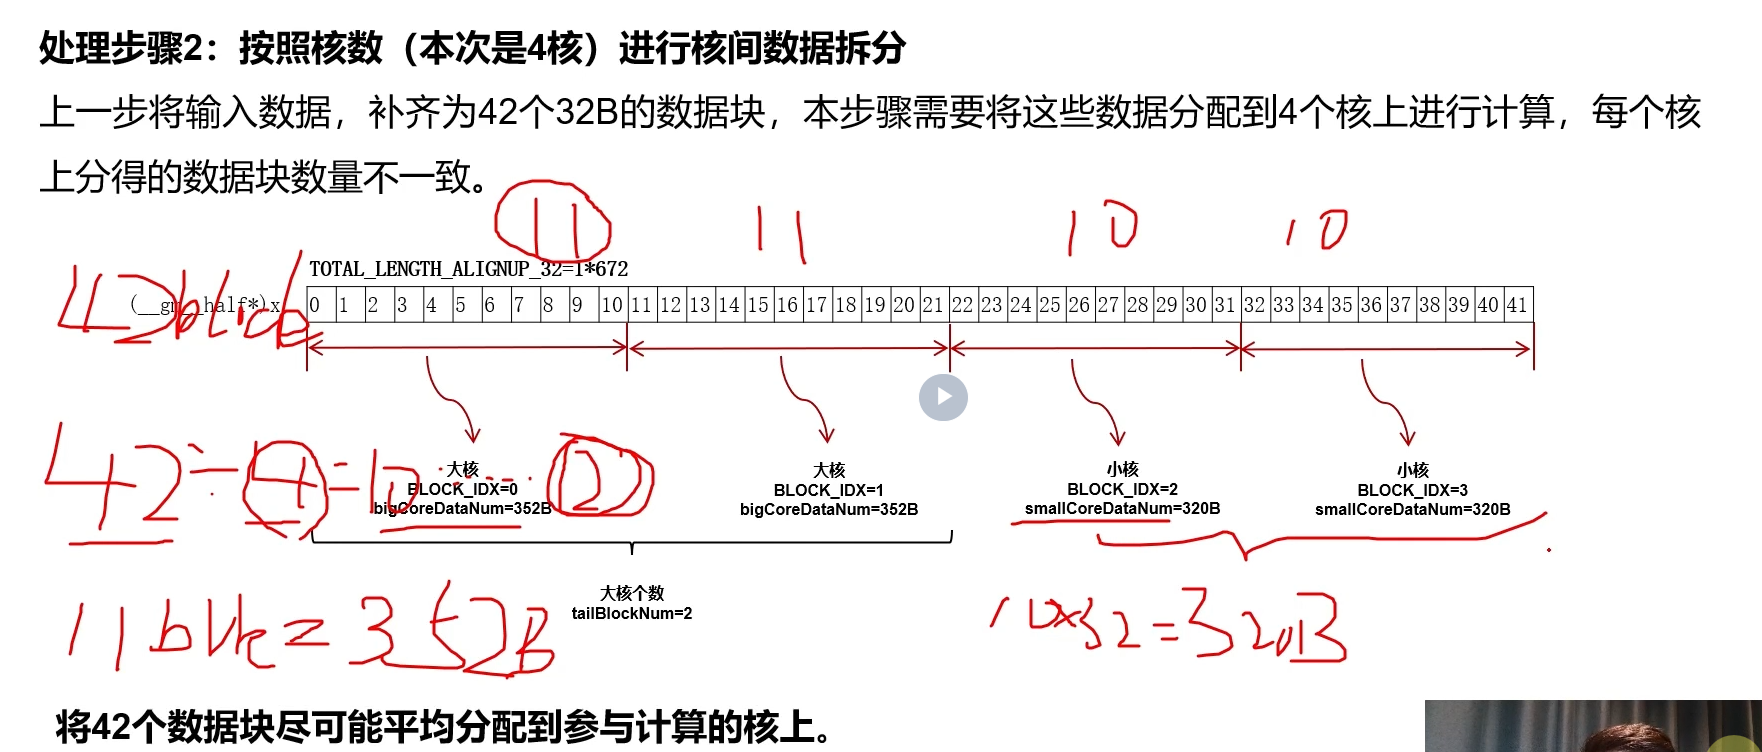 处理步骤2：按照核数（本次是4核）进行核间数据拆分
上一步将输入数据，补齐为42个32B的数据块，本步骤需要将这些数据分配到4个核上进行计算，每个核
上分得的数据块数量不一致。
11 11 10 10
TOTAL_LENGTH_ALIGNUP_32=1*672
42block
(__gm__half*)x
0 1 2 3 4 5 6 7 8 9 10 11 12 13 14 15 16 17 18 19 20 21 22 23 24 25 26 27 28 29 30 31 32 33 34 35 36 37 38 39 40 41
42÷4=10……2
大核 大核 小核 小核
BLOCK_IDX=0 BLOCK_IDX=1 BLOCK_IDX=2 BLOCK_IDX=3
bigCoreDataNum=352B bigCoreDataNum=352B smallCoreDataNum=320B smallCoreDataNum=320B
大核个数
tailBlockNum=2
11 = 352B
10x32=320B
将42个数据块尽可能平均分配到参与计算的核上。